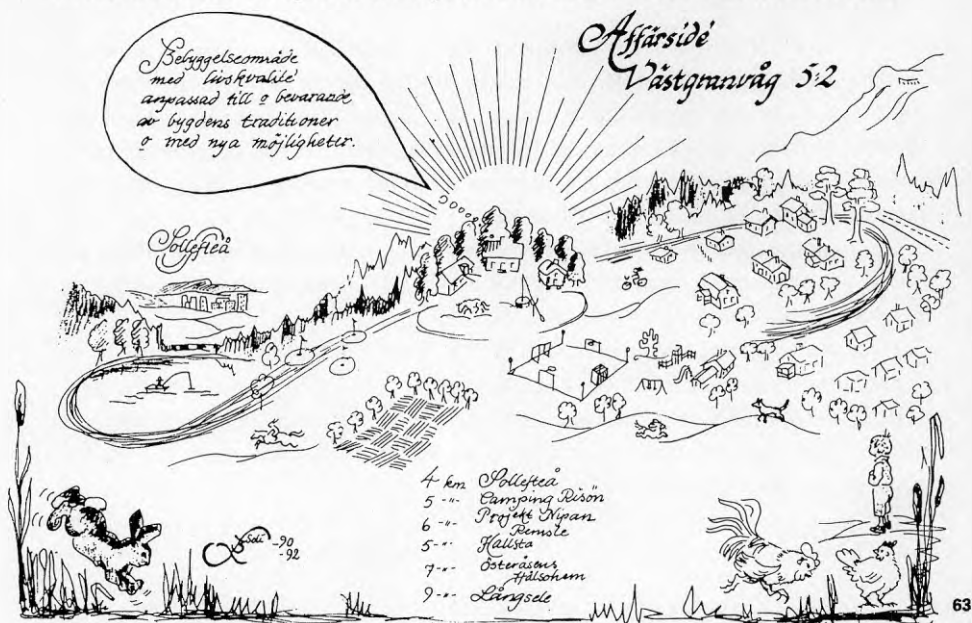 Affärsidé
Västgranvåg 5:2
Bebyggelseområde
med livskvalité
anpassad till o bevarande
av bygdens traditioner
o med nya möjligheter.
Sollefteå
4 km Sollefteå
5 -"- Camping Risön
6 -"- Projekt Nipan
Remsle
5 -"- Hallsta
7 -"- Österåsens
Hälsohem
9 -"- Långsele
-90
-92
63